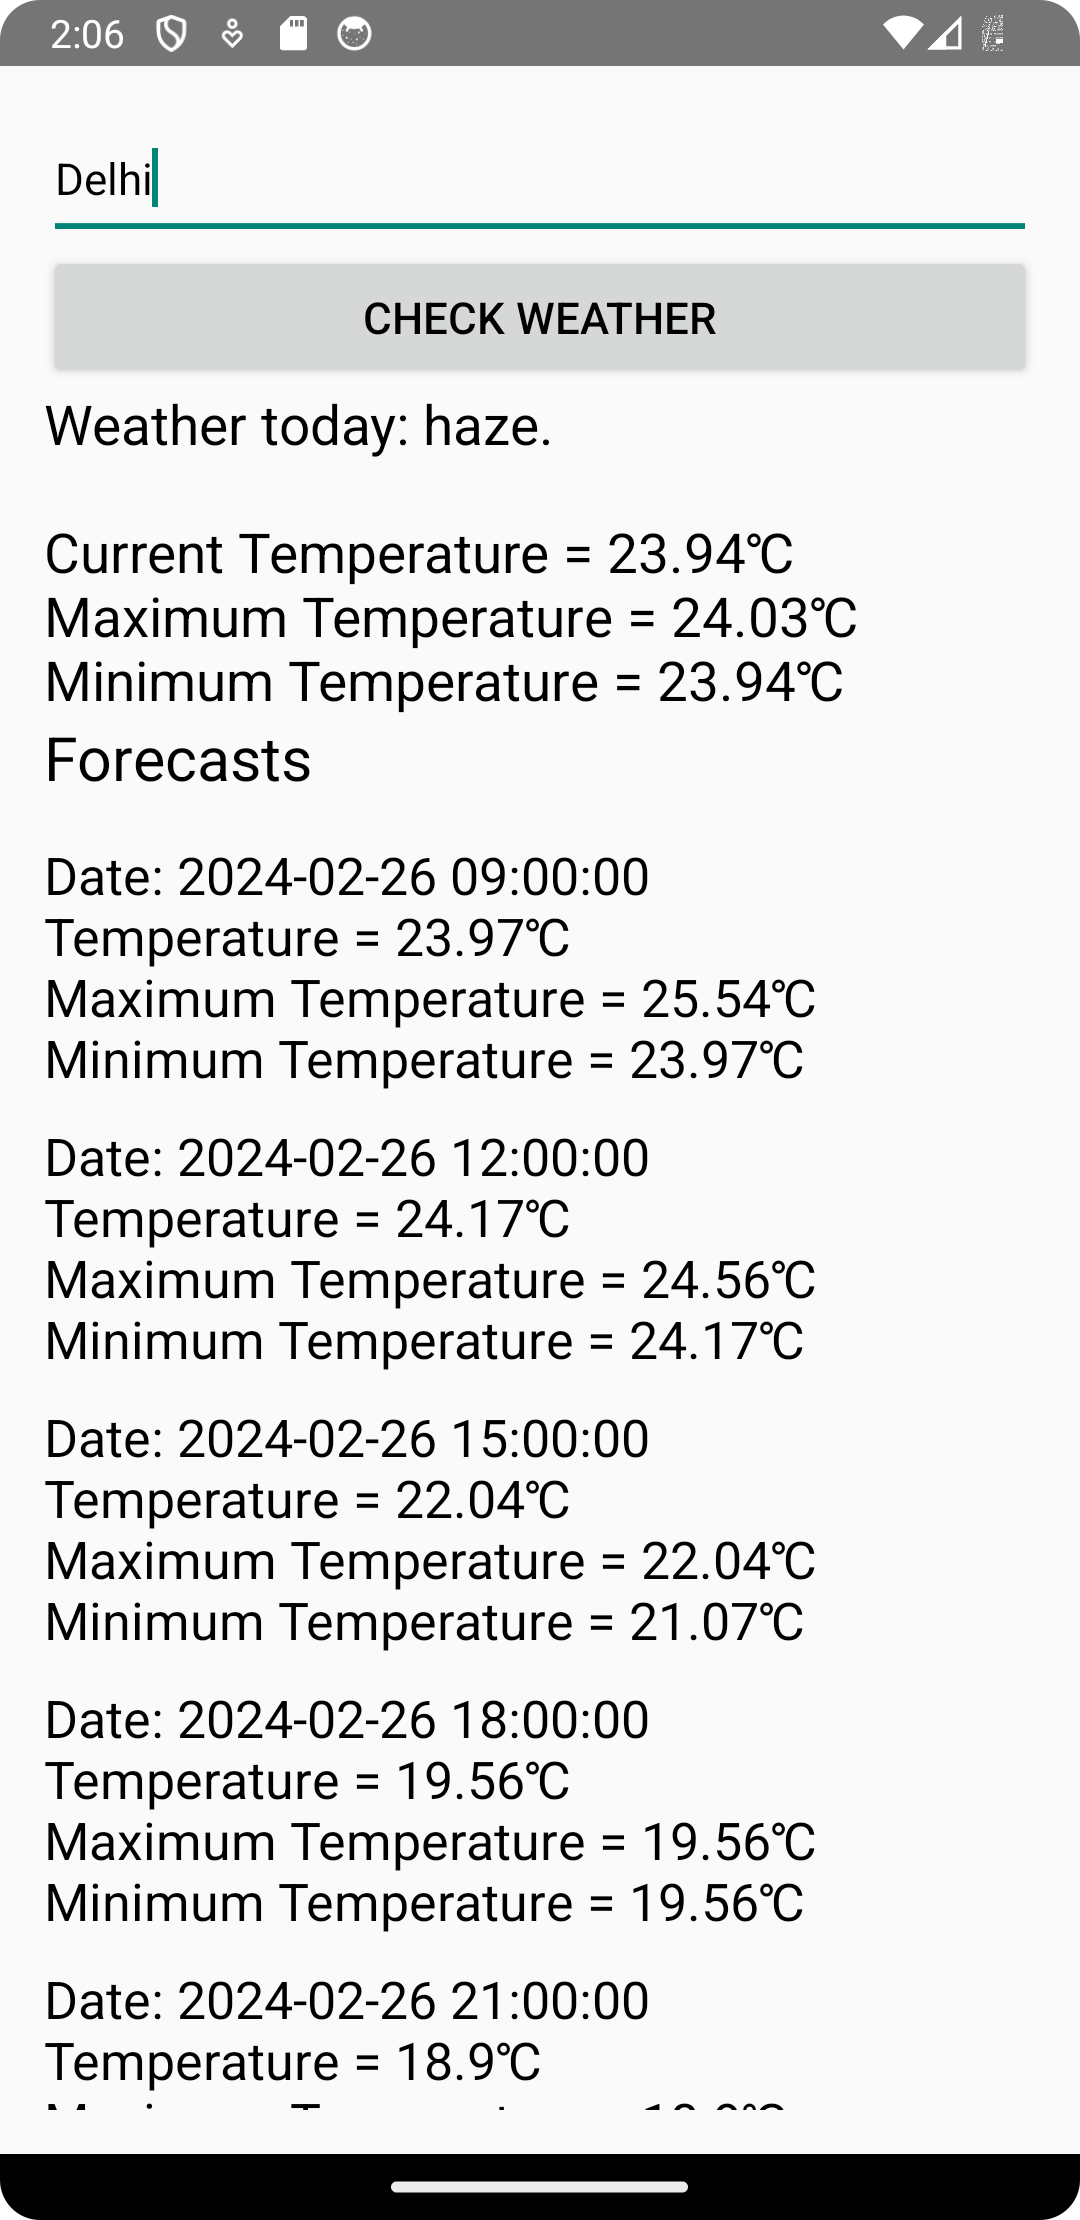 2:06
Delhi
CHECK WEATHER
Weather today: haze.
Current Temperature = 23.94℃
Maximum Temperature = 24.03℃
Minimum Temperature = 23.94℃
Forecasts
Date: 2024-02-26 09:00:00
Temperature = 23.97℃
Maximum Temperature = 25.54℃
Minimum Temperature = 23.97℃
Date: 2024-02-26 12:00:00
Temperature = 24.17℃
Maximum Temperature = 24.56℃
Minimum Temperature = 24.17℃
Date: 2024-02-26 15:00:00
Temperature = 22.04℃
Maximum Temperature = 22.04℃
Minimum Temperature = 21.07℃
Date: 2024-02-26 18:00:00
Temperature = 19.56℃
Maximum Temperature = 19.56℃
Minimum Temperature = 19.56℃
Date: 2024-02-26 21:00:00
Temperature = 18.9℃